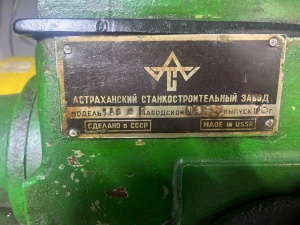 АСТРАХАНСКИЙ СТАНКОСТРОИТЕЛЬНЫЙ ЗАВОД
МОДЕЛЬ ЗАВОДСКОЙ ВЫПУСК г
СДЕЛАНО В СССР MADE IN USSR